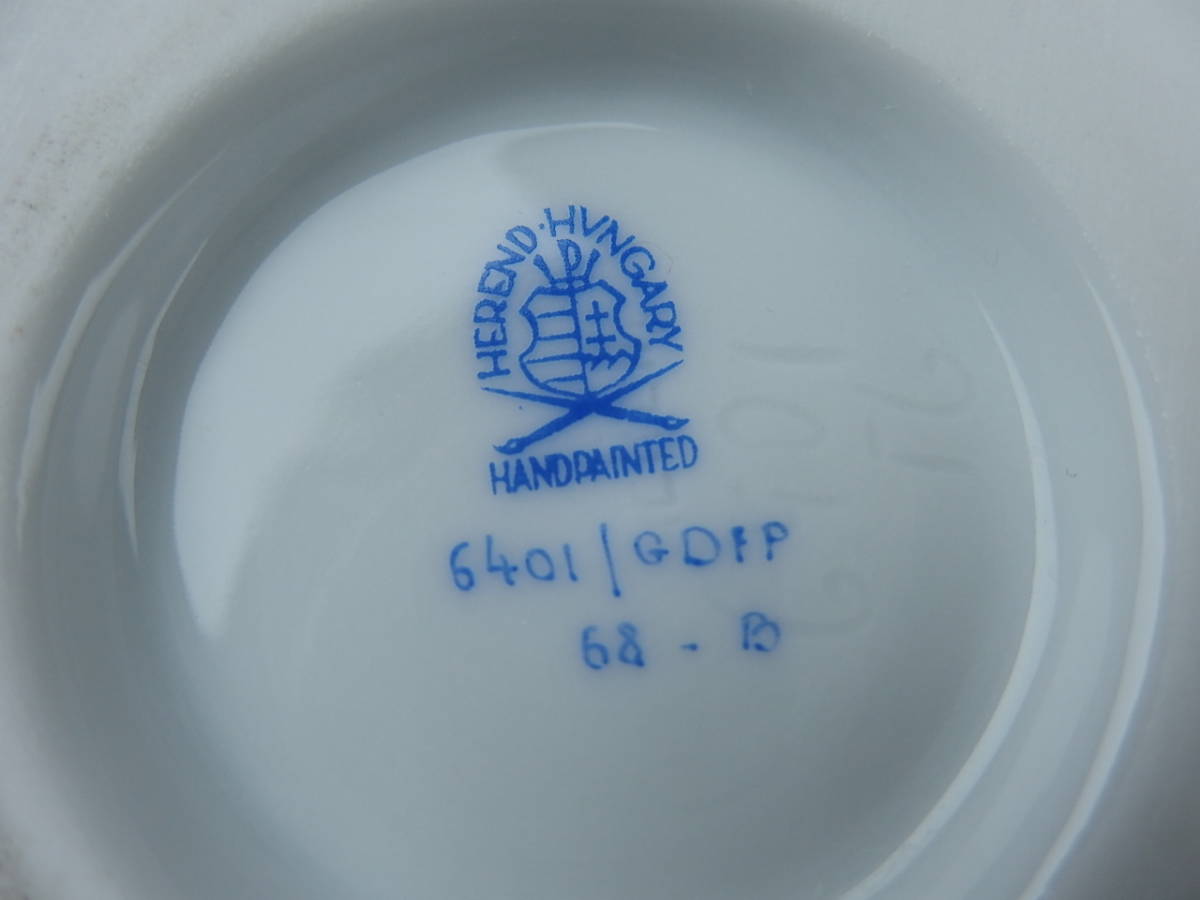 HEREND · HVNGARY
HANDPAINTED
6401/GDFP
68 - B